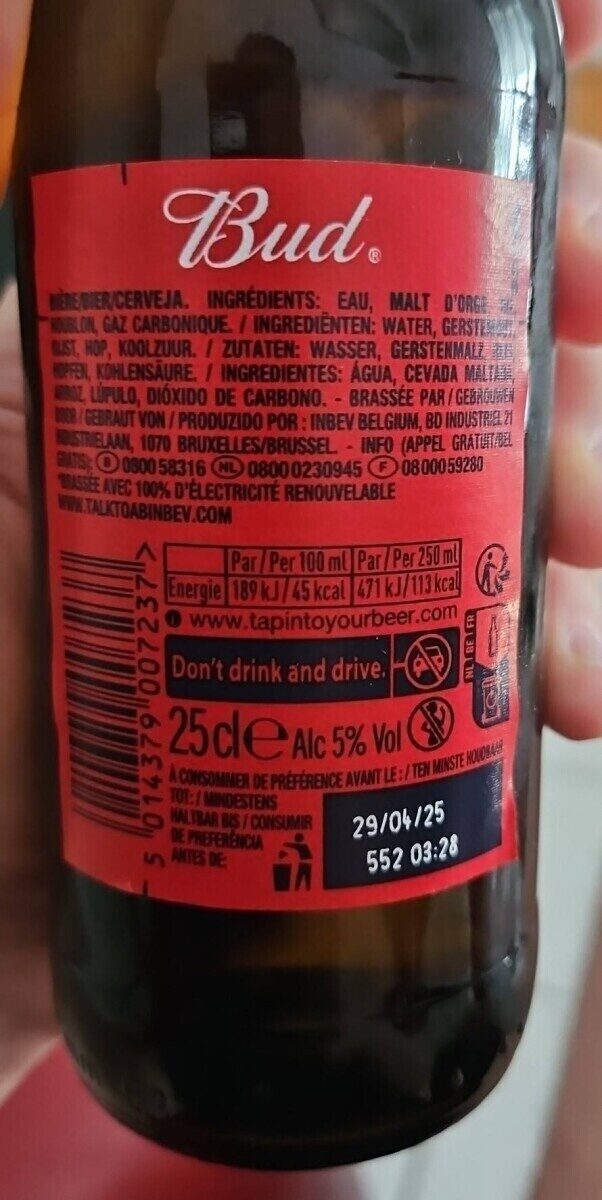 Bud®
BIÈRE/BIER/CERVEJA. INGRÉDIENTS: EAU, MALT D'ORGE
HOUBLON, GAZ CARBONIQUE. / INGREDIËNTEN: WATER, GERSTEMOUT,
RIJST, HOP, KOOLZUUR. / ZUTATEN: WASSER, GERSTENMALZ, REIS,
HOPFEN, KOHLENSÄURE. / INGREDIENTES: ÁGUA, CEVADA MALTADA,
ARROZ, LÚPULO, DIÓXIDO DE CARBONO. - BRASSÉE PAR / GEBROUWEN
DOOR / GEBRAUT VON / PRODUZIDO POR : INBEV BELGIUM, BD INDUSTRIEL 21
INDUSTRIELAAN, 1070 BRUXELLES/BRUSSEL. - INFO (APPEL GRATUIT/BEL
GRATIS): B 0800 58316 NL 0800 0230945 F 08 00 05 9280
*BRASSÉE AVEC 100% D'ÉLECTRICITÉ RENOUVELABLE
WWW.TALKTOABINBEV.COM
Par / Per 100 ml Par / Per 250 ml
Energie 189 kJ / 45 kcal 471 kJ / 113 kcal
www.tapintoyourbeer.com
Don't drink and drive.
NL | BE | FR
25cl e Alc 5% Vol
À CONSOMMER DE PRÉFÉRENCE AVANT LE : / TEN MINSTE HOUDBAAR
TOT: / MINDESTENS
HALTBAR BIS / CONSUMIR
DE PREFERÊNCIA
ANTES DE:
29/04/25
552 03:28
5 014379 007237 >